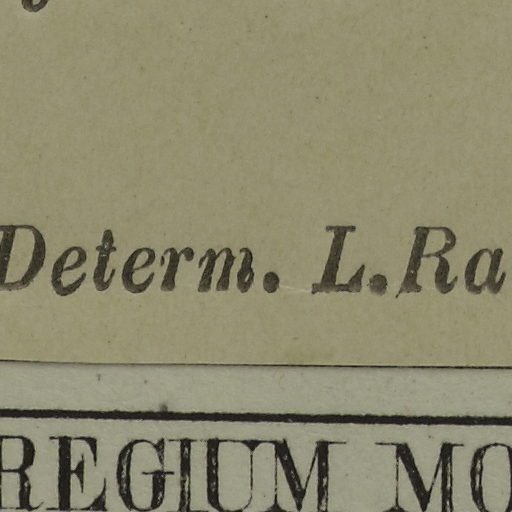 Determ. L. Ra
REGIUM MO